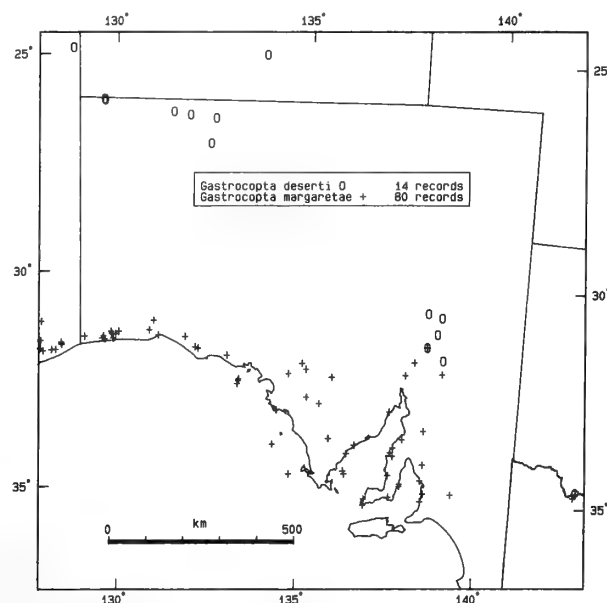 130° 135° 140°
25° 25°
Gastrocopta deserti O 14 records
Gastrocopta margaretae + 80 records
30° 30°
35° 35°
km
0 500
130° 135° 140°